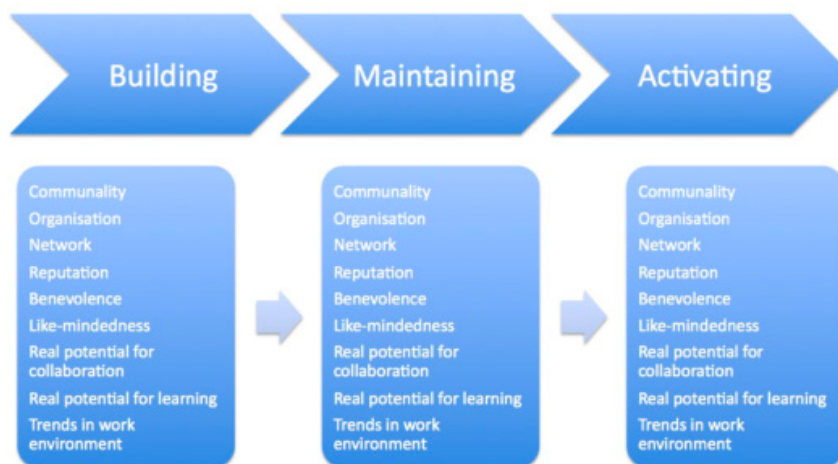 Building
Maintaining
Activating
Communality
Organisation
Network
Reputation
Benevolence
Like-mindedness
Real potential for
collaboration
Real potential for learning
Trends in work
environment
Communality
Organisation
Network
Reputation
Benevolence
Like-mindedness
Real potential for
collaboration
Real potential for learning
Trends in work
environment
Communality
Organisation
Network
Reputation
Benevolence
Like-mindedness
Real potential for
collaboration
Real potential for learning
Trends in work
environment